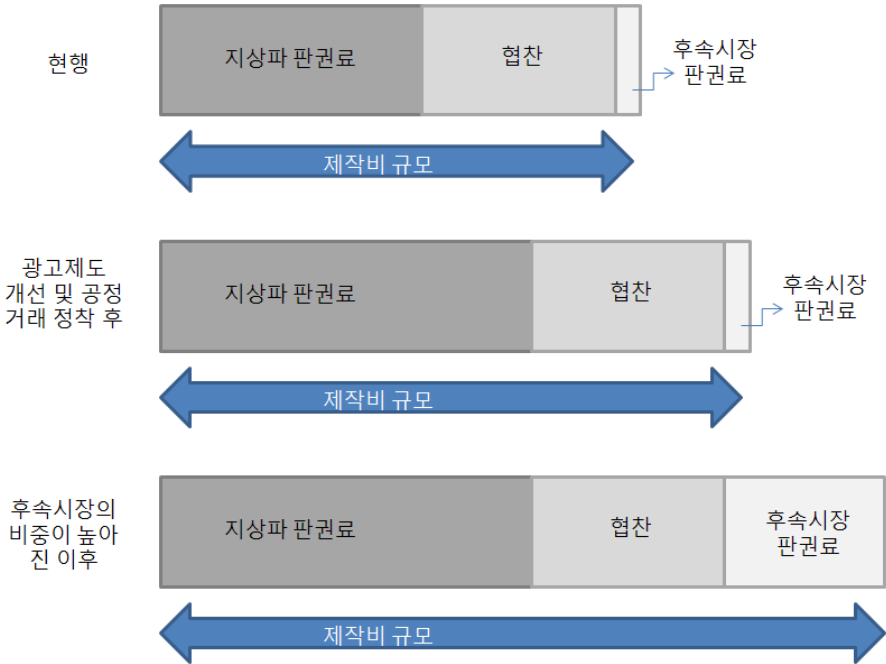 현행
지상파 판권료
협찬
후속시장
판권료
제작비 규모
광고제도
개선 및 공정
거래 정착 후
지상파 판권료
협찬
후속시장
판권료
제작비 규모
후속시장의
비중이 높아
진 이후
지상파 판권료
협찬
후속시장
판권료
제작비 규모